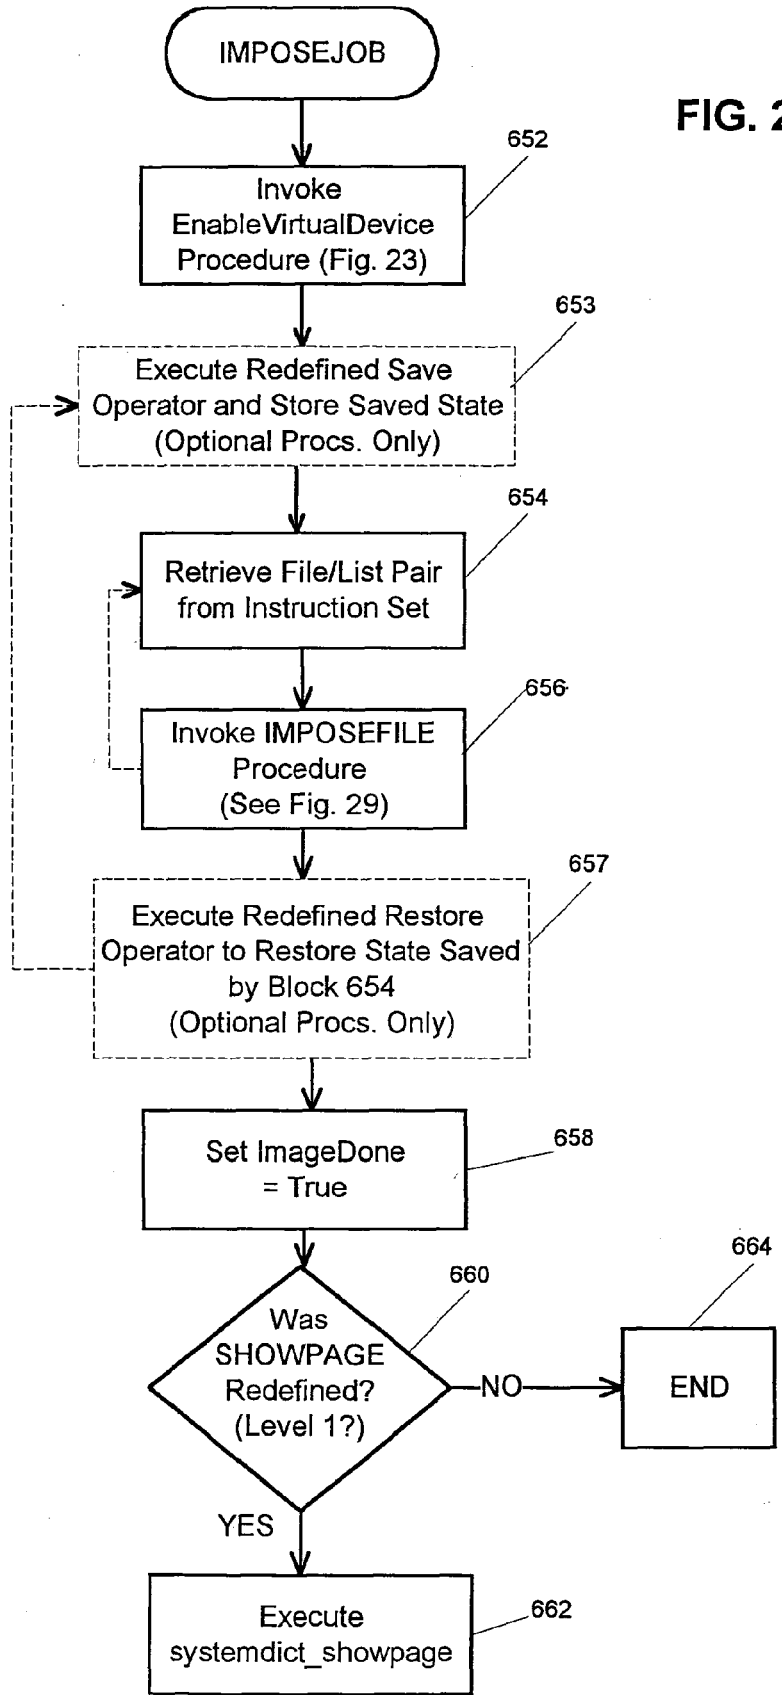 IMPOSEJOB
FIG. 2
652
Invoke
EnableVirtualDevice
Procedure (Fig. 23)
653
Execute Redefined Save
Operator and Store Saved State
(Optional Procs. Only)
654
Retrieve File/List Pair
from Instruction Set
656
Invoke IMPOSEFILE
Procedure
(See Fig. 29)
657
Execute Redefined Restore
Operator to Restore State Saved
by Block 654
(Optional Procs. Only)
Set ImageDone
= True
658
660
664
Was
SHOWPAGE
Redefined?
(Level 1?)
NO
END
YES
Execute
systemdict_showpage
662